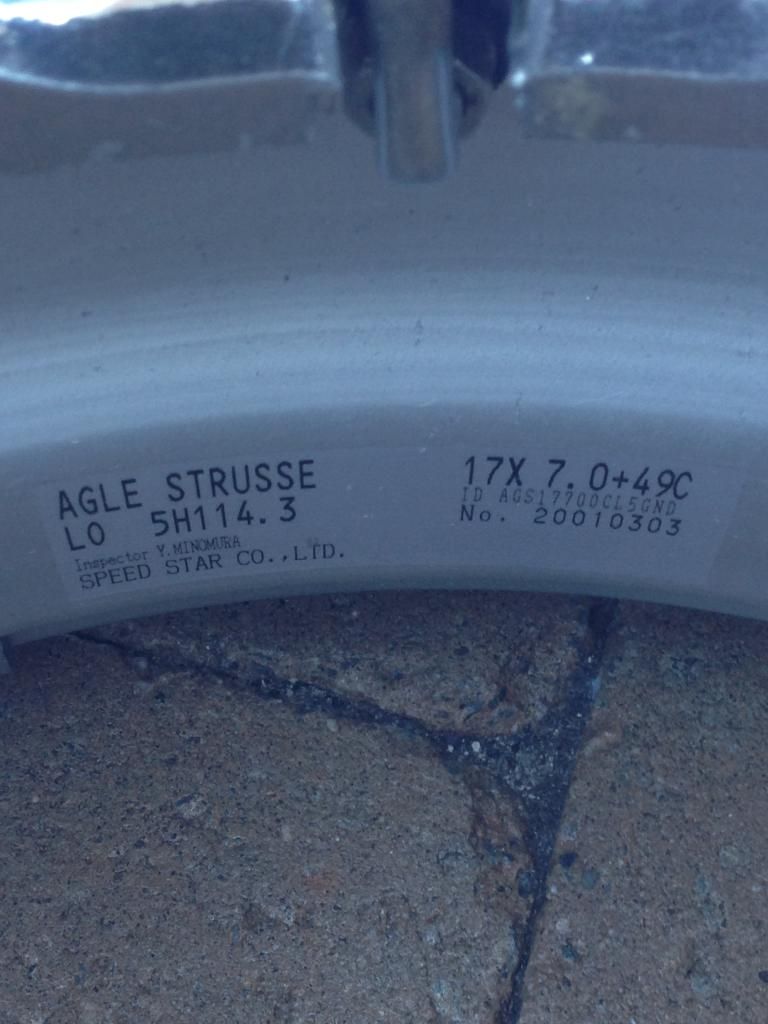 AGLE STRUSSE
LO 5H114.3
Inspector Y.MINOMURA
SPEED STAR CO.,LTD.
17X 7.0+49C
ID AGS17700CL5GND
No. 20010303